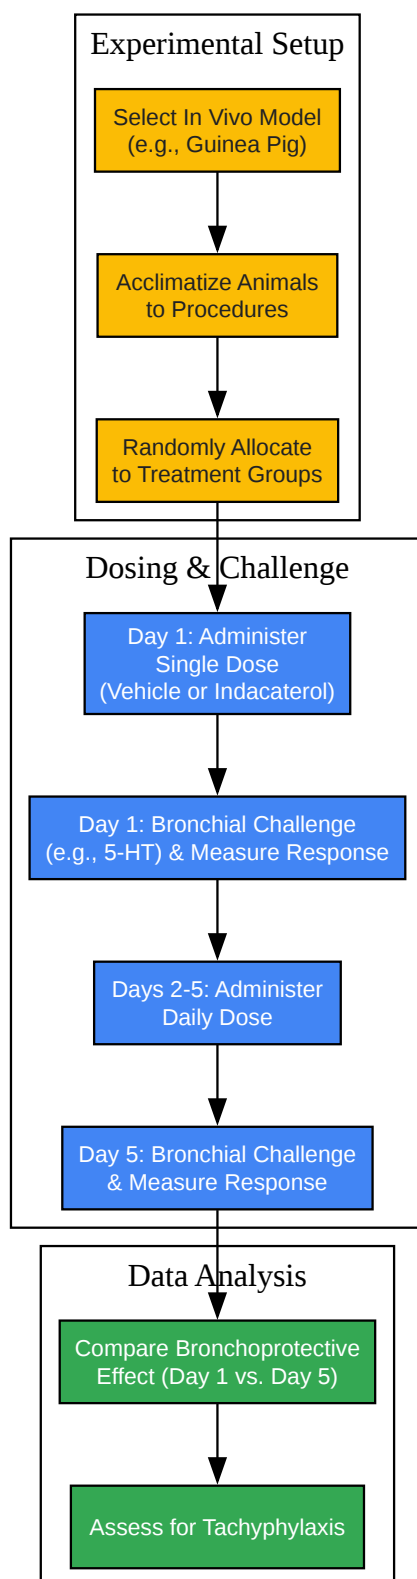 Experimental Setup
Select In Vivo Model
(e.g., Guinea Pig)
Acclimatize Animals
to Procedures
Randomly Allocate
to Treatment Groups
Dosing & Challenge
Day 1: Administer
Single Dose
(Vehicle or Indacaterol)
Day 1: Bronchial Challenge
(e.g., 5-HT) & Measure Response
Days 2-5: Administer
Daily Dose
Day 5: Bronchial Challenge
& Measure Response
Data Analysis
Compare Bronchoprotective
Effect (Day 1 vs. Day 5)
Assess for Tachyphylaxis